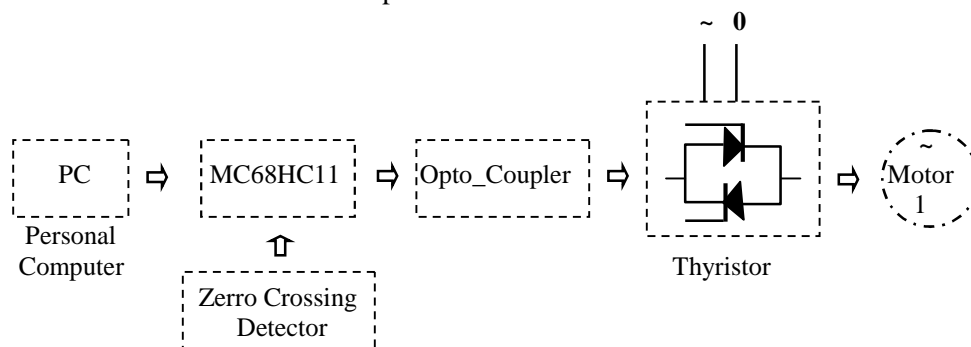 ~ 0
PC
MC68HC11
Opto_Coupler
~
Motor
1
Personal
Computer
Thyristor
Zerro Crossing
Detector